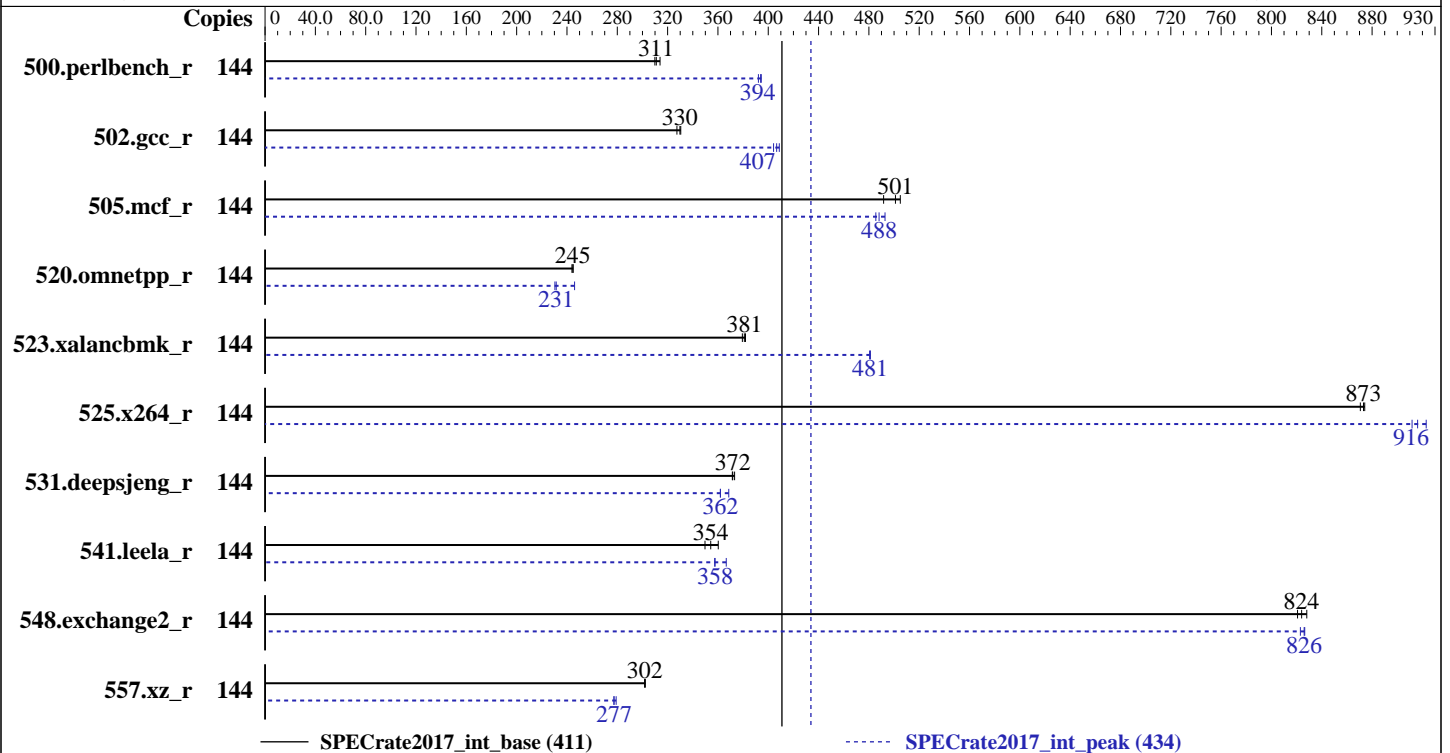 Copies 0 40.0 80.0 120 160 200 240 280 320 360 400 440 480 520 560 600 640 680 720 760 800 840 880 930
311
500.perlbench_r 144
394
330
502.gcc_r 144
407
501
505.mcf_r 144
488
245
520.omnetpp_r 144
231
381
523.xalancbmk_r 144
481
873
525.x264_r 144
916
372
531.deepsjeng_r 144
362
354
541.leela_r 144
358
824
548.exchange2_r 144
826
302
557.xz_r 144
277
SPECrate2017_int_base (411) SPECrate2017_int_peak (434)